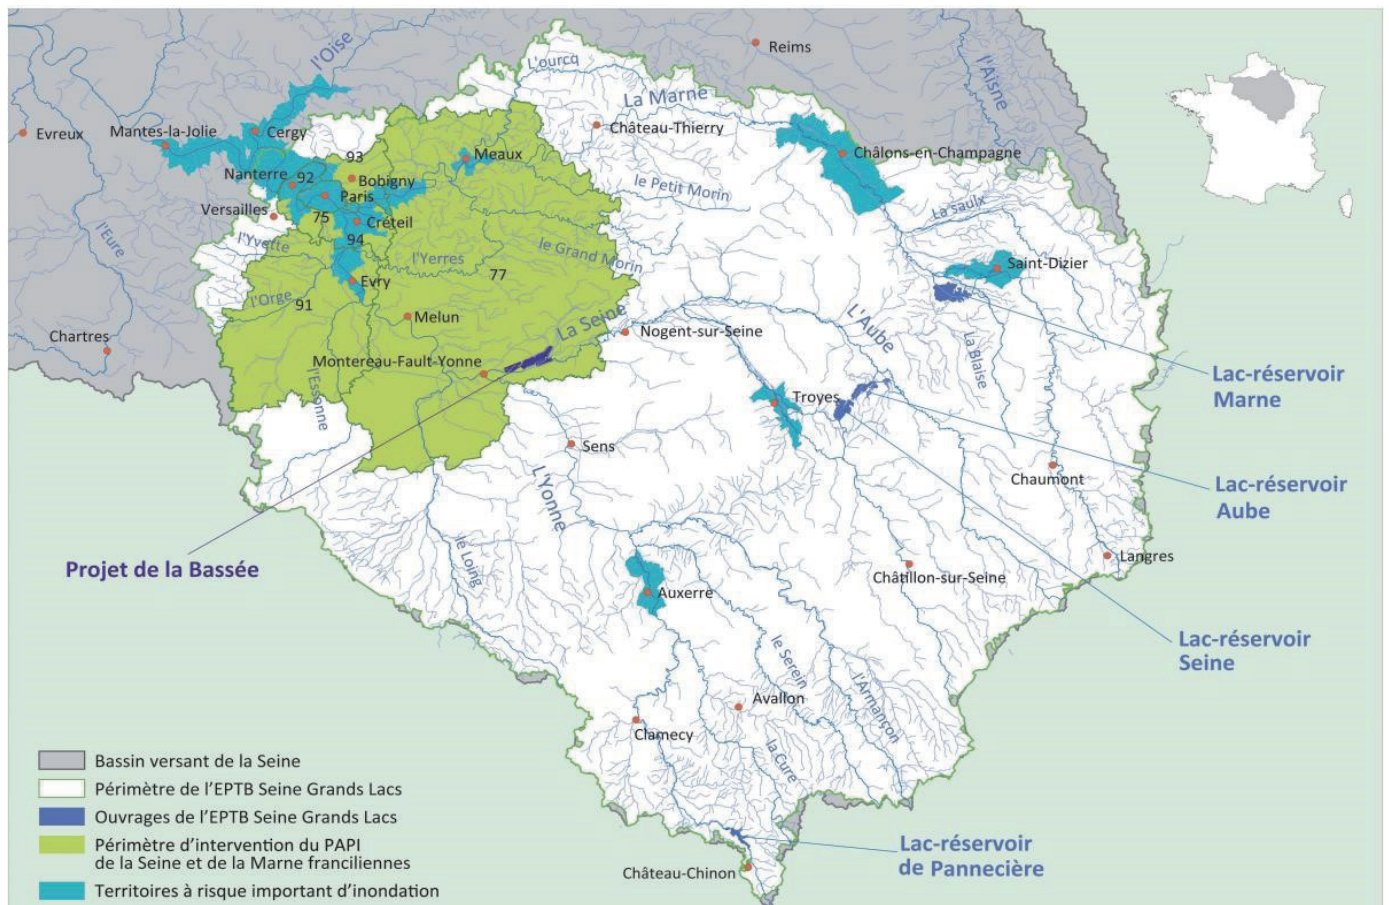 l'Oise
Reims
L'ourcq
l'Aisne
La Marne
Evreux
Mantes-la-Jolie
Cergy
Château-Thierry
Châlons-en-Champagne
93
Meaux
Nanterre
92
Bobigny
le Petit Morin
Paris
Versailles
75
Créteil
La saulx
l'Eure
l'Yvette
94
l'Yerres
le Grand Morin
77
Saint-Dizier
Evry
l'Orge
91
Melun
La Seine
Nogent-sur-Seine
L'Aube
Chartres
La Blaise
Montereau-Fault-Yonne
l'Essonne
Lac-réservoir
Marne
Troyes
Sens
Chaumont
L'Yonne
Lac-réservoir
Aube
le Loing
Langres
Projet de la Bassée
Châtillon-sur-Seine
Auxerre
Lac-réservoir
Seine
le Serein
l'Armançon
Avallon
Clamecy
la Cure
Bassin versant de la Seine
Périmètre de l'EPTB Seine Grands Lacs
Ouvrages de l'EPTB Seine Grands Lacs
Périmètre d'intervention du PAPI
de la Seine et de la Marne franciliennes
Territoires à risque important d'inondation
Lac-réservoir
de Pannecière
Château-Chinon